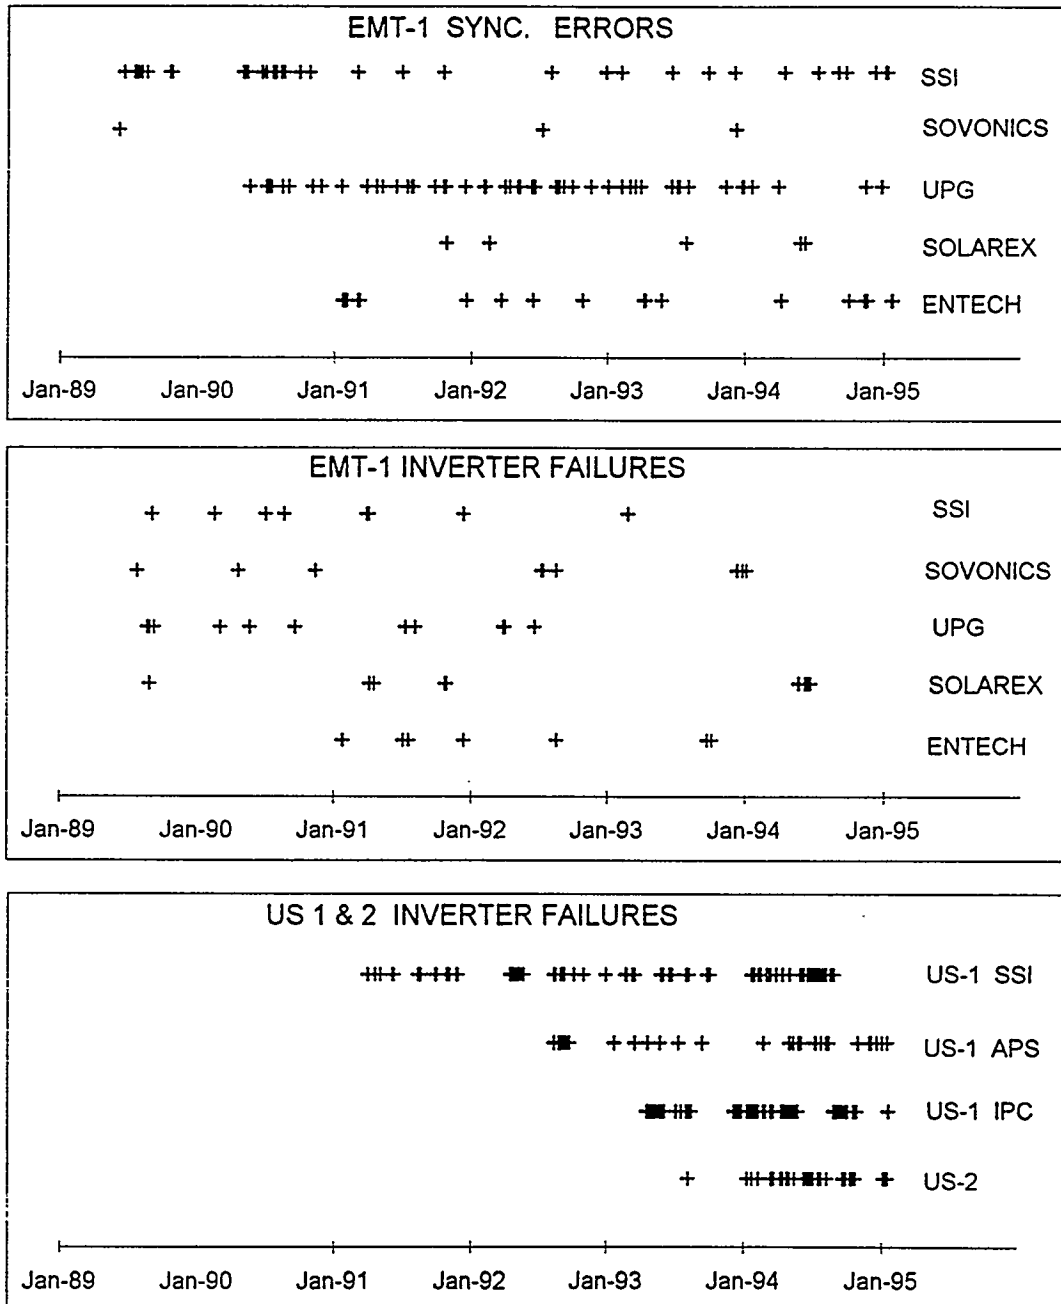 EMT-1 SYNC. ERRORS
SSI
SOVONICS
UPG
SOLAREX
ENTECH
Jan-89 Jan-90 Jan-91 Jan-92 Jan-93 Jan-94 Jan-95
EMT-1 INVERTER FAILURES
SSI
SOVONICS
UPG
SOLAREX
ENTECH
Jan-89 Jan-90 Jan-91 Jan-92 Jan-93 Jan-94 Jan-95
US 1 & 2 INVERTER FAILURES
US-1 SSI
US-1 APS
US-1 IPC
US-2
Jan-89 Jan-90 Jan-91 Jan-92 Jan-93 Jan-94 Jan-95